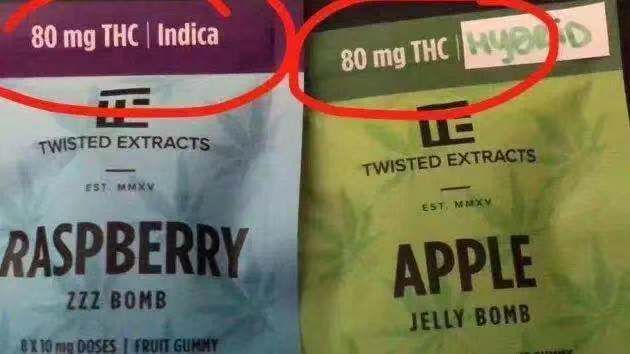 80 mg THC | Indica
TWISTED EXTRACTS
EST. MMXV
RASPBERRY
ZZZ BOMB
8 X 10 mg DOSES | FRUIT GUMMY
80 mg THC | HYBRID
TWISTED EXTRACTS
EST. MMXV
APPLE
JELLY BOMB